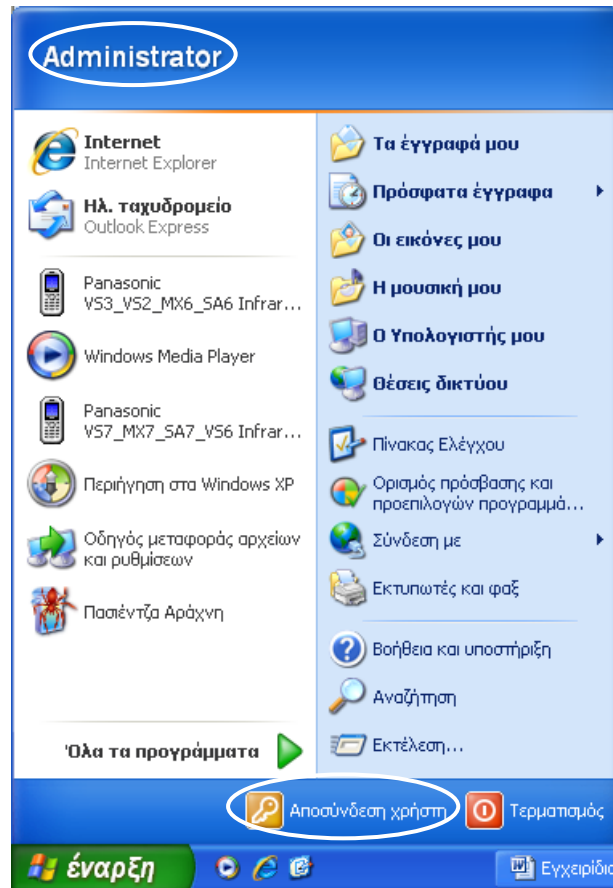 Administrator
Internet
Internet Explorer
Ηλ. ταχυδρομείο
Outlook Express
Panasonic
VS3_VS2_MX6_SA6 Infrar...
Windows Media Player
Panasonic
VS7_MX7_SA7_VS6 Infrar...
Περιήγηση στα Windows XP
Οδηγός μεταφοράς αρχείων
και ρυθμίσεων
Πασιέντζα Αράχνη
Όλα τα προγράμματα
Τα έγγραφά μου
Πρόσφατα έγγραφα
Οι εικόνες μου
Η μουσική μου
Ο Υπολογιστής μου
Θέσεις δικτύου
Πίνακας Ελέγχου
Ορισμός πρόσβασης και
προεπιλογών προγραμμά...
Σύνδεση με
Εκτυπωτές και φαξ
Βοήθεια και υποστήριξη
Αναζήτηση
Εκτέλεση...
Αποσύνδεση χρήστη
Τερματισμός
έναρξη
Εγχειρίδιο